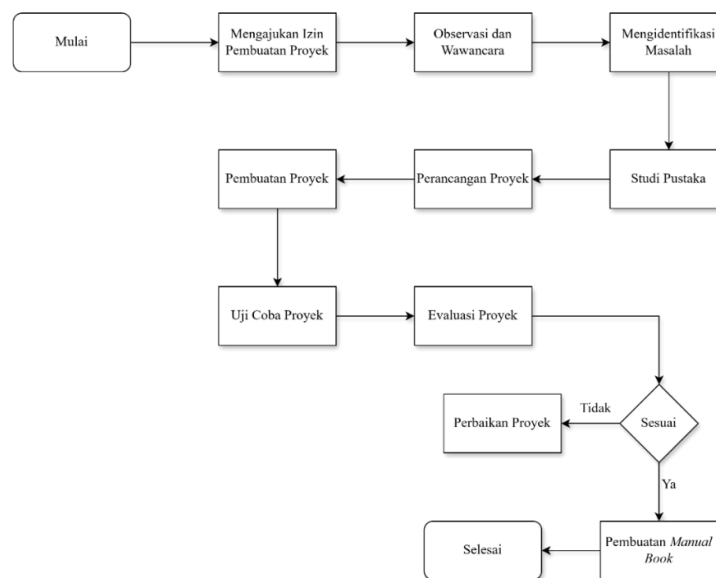 Mulai
Mengajukan Izin
Pembuatan Proyek
Observasi dan
Wawancara
Mengidentifikasi
Masalah
Studi Pustaka
Perancangan Proyek
Pembuatan Proyek
Uji Coba Proyek
Evaluasi Proyek
Sesuai
Tidak
Perbaikan Proyek
Ya
Pembuatan Manual
Book
Selesai